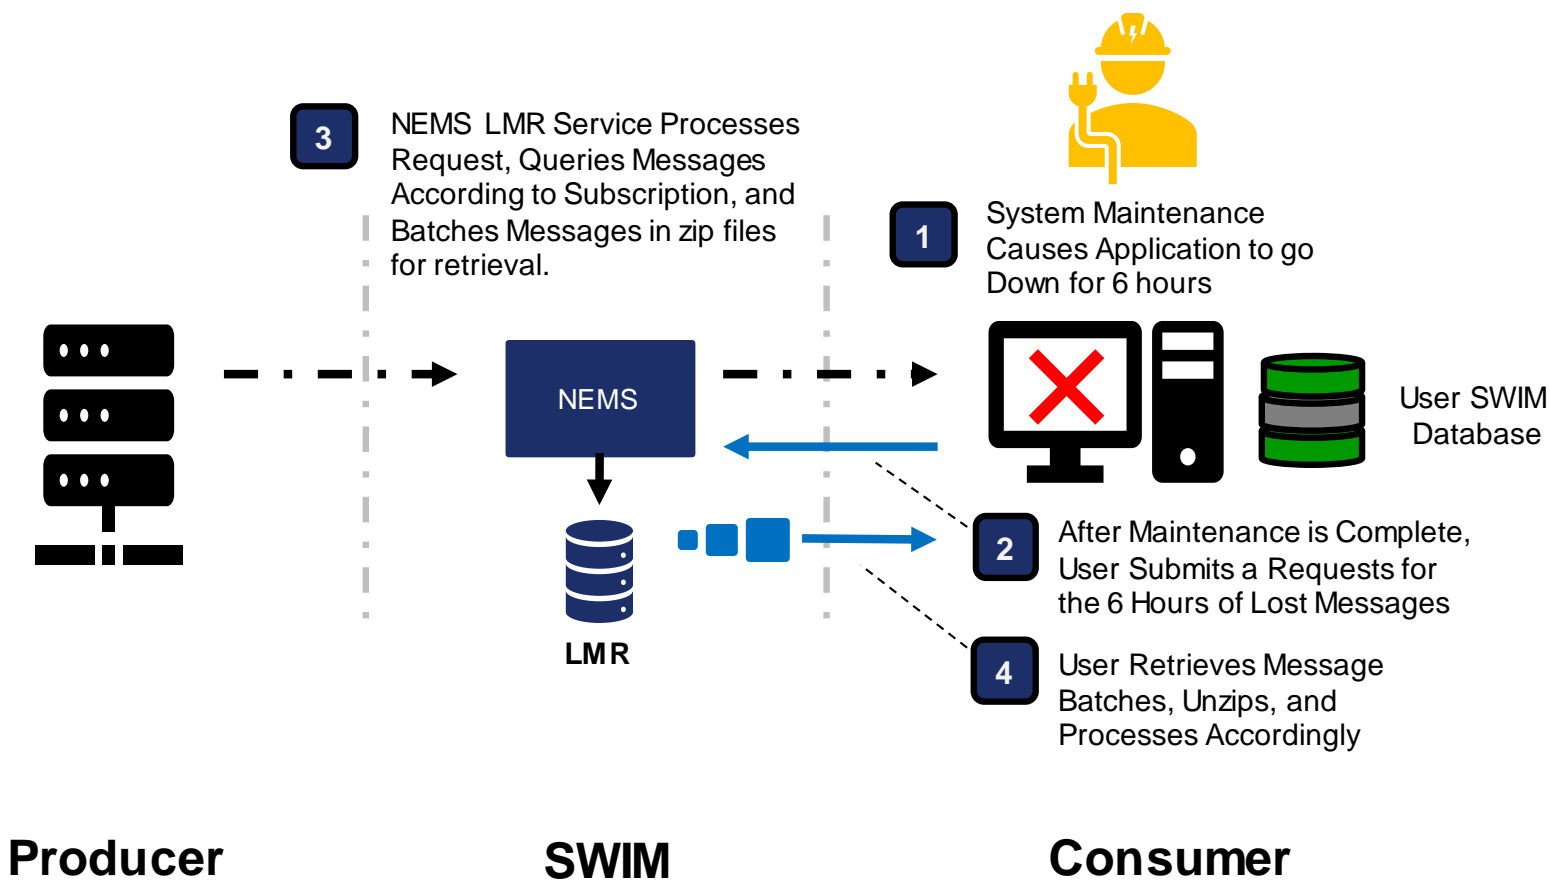 3
NEMS LMR Service Processes
Request, Queries Messages
According to Subscription, and
Batches Messages in zip files
for retrieval.
1
System Maintenance
Causes Application to go
Down for 6 hours
NEMS
User SWIM
Database
2
After Maintenance is Complete,
User Submits a Requests for
the 6 Hours of Lost Messages
LMR
4
User Retrieves Message
Batches, Unzips, and
Processes Accordingly
Producer
SWIM
Consumer